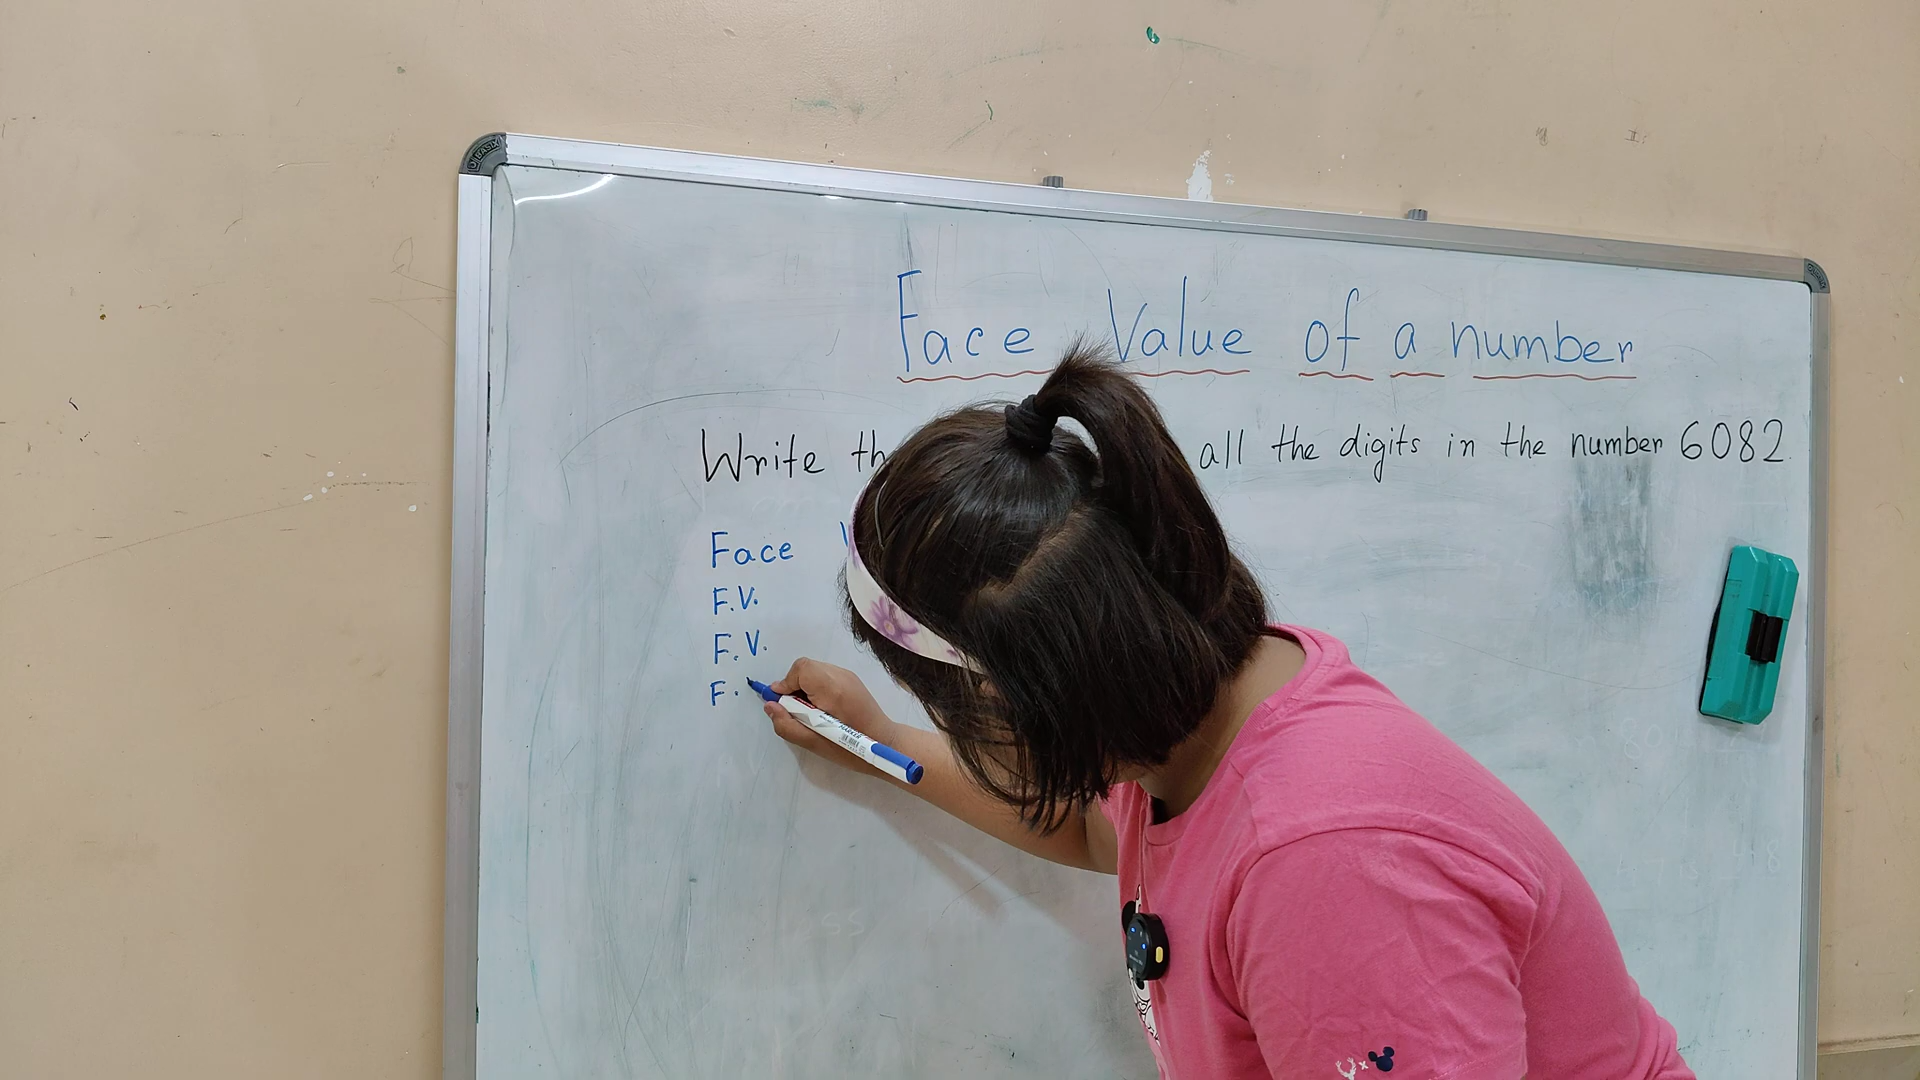 Face Value of a number
Write th all the digits in the number 6082.
Face V
F.V.
F.V.
F.